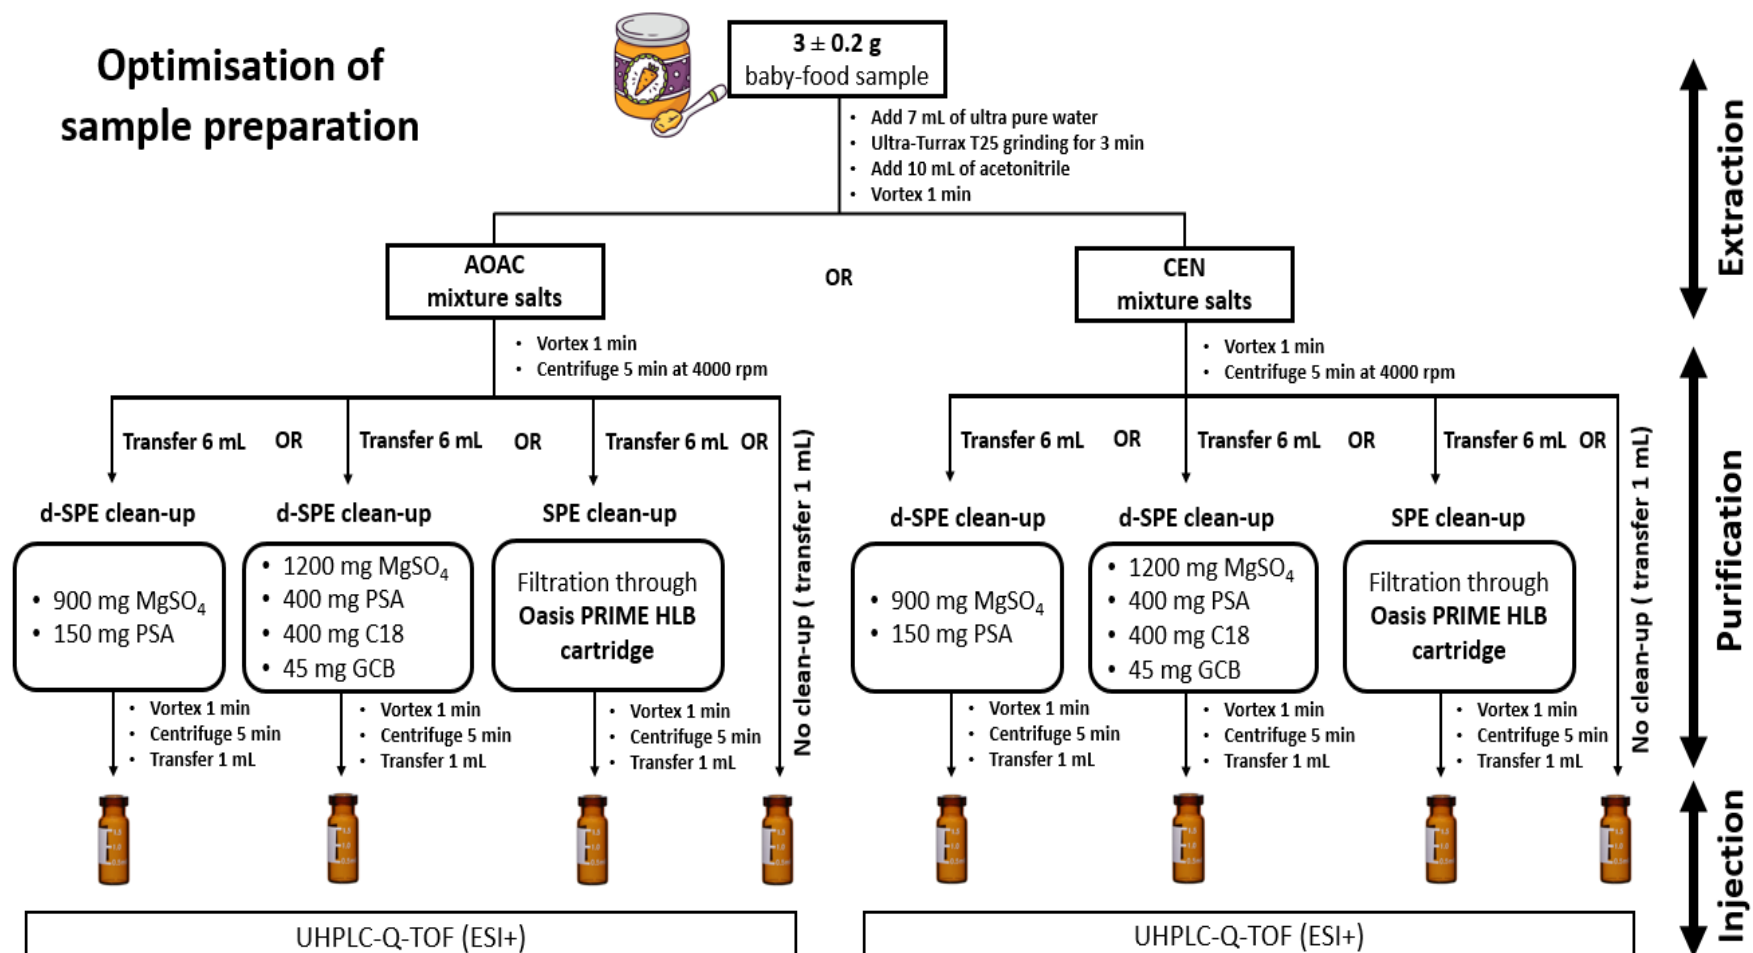 Optimisation of
sample preparation
3 ± 0.2 g
baby-food sample
• Add 7 mL of ultra pure water
• Ultra-Turrax T25 grinding for 3 min
• Add 10 mL of acetonitrile
• Vortex 1 min
Extraction
AOAC
mixture salts
OR
CEN
mixture salts
• Vortex 1 min
• Centrifuge 5 min at 4000 rpm
• Vortex 1 min
• Centrifuge 5 min at 4000 rpm
Transfer 6 mL OR Transfer 6 mL OR Transfer 6 mL OR
No clean-up ( transfer 1 mL)
Transfer 6 mL OR Transfer 6 mL OR Transfer 6 mL OR
No clean-up ( transfer 1 mL)
Purification
d-SPE clean-up
• 900 mg MgSO₄
• 150 mg PSA
• Vortex 1 min
• Centrifuge 5 min
• Transfer 1 mL
d-SPE clean-up
• 1200 mg MgSO₄
• 400 mg PSA
• 400 mg C18
• 45 mg GCB
• Vortex 1 min
• Centrifuge 5 min
• Transfer 1 mL
SPE clean-up
Filtration through
Oasis PRIME HLB
cartridge
• Vortex 1 min
• Centrifuge 5 min
• Transfer 1 mL
d-SPE clean-up
• 900 mg MgSO₄
• 150 mg PSA
• Vortex 1 min
• Centrifuge 5 min
• Transfer 1 mL
d-SPE clean-up
• 1200 mg MgSO₄
• 400 mg PSA
• 400 mg C18
• 45 mg GCB
• Vortex 1 min
• Centrifuge 5 min
• Transfer 1 mL
SPE clean-up
Filtration through
Oasis PRIME HLB
cartridge
• Vortex 1 min
• Centrifuge 5 min
• Transfer 1 mL
Injection
UHPLC-Q-TOF (ESI+)
UHPLC-Q-TOF (ESI+)